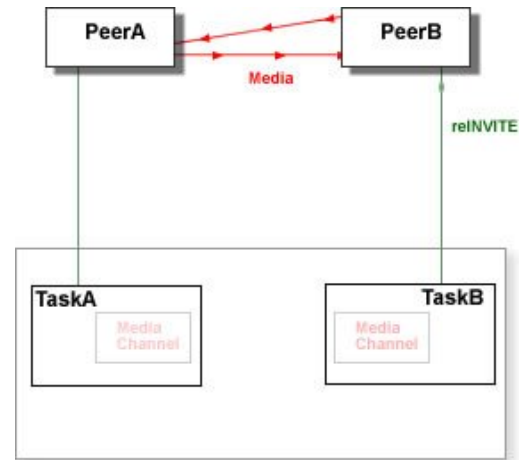 PeerA
PeerB
Media
reINVITE
TaskA
TaskB
Media
Channel
Media
Channel